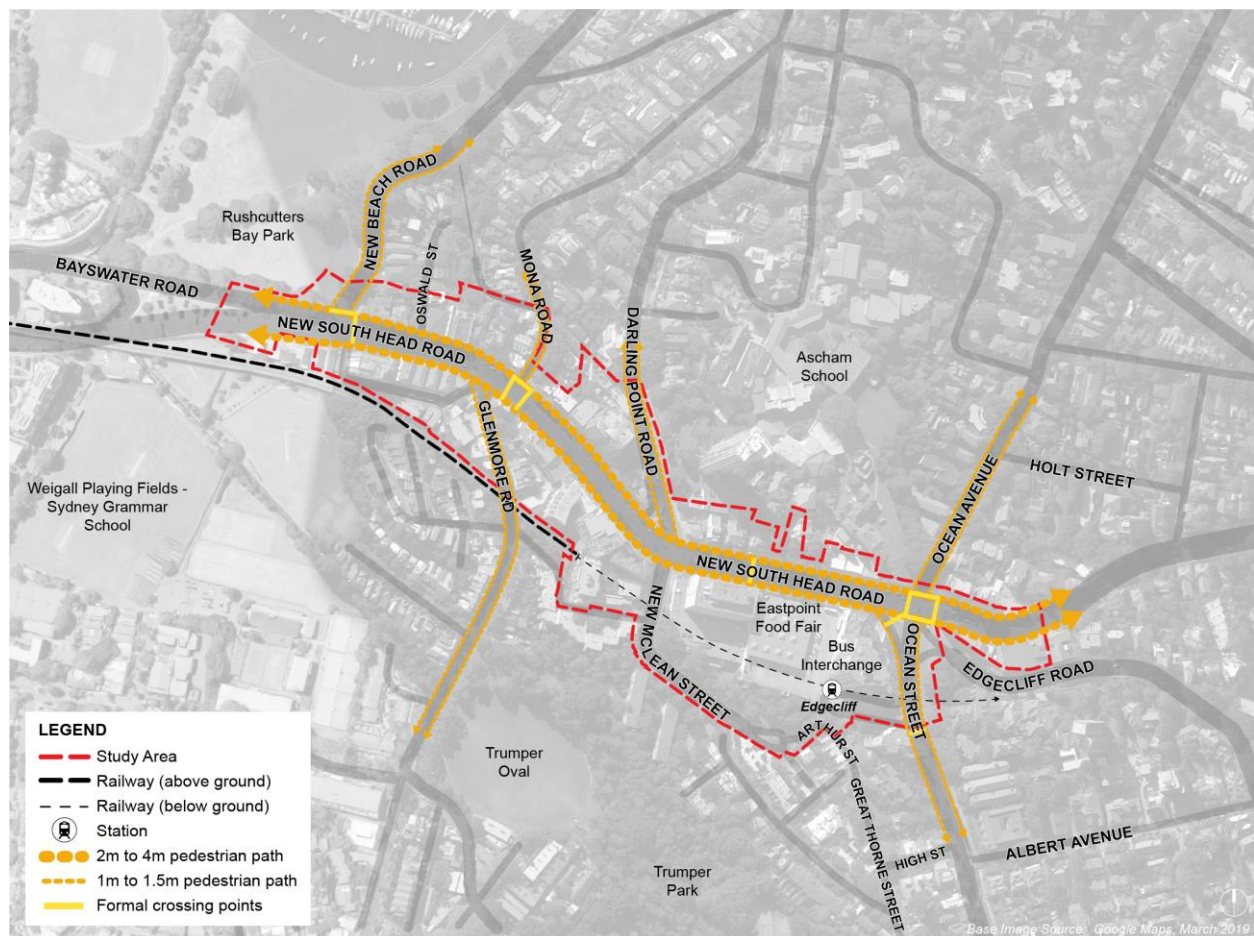 Rushcutters
Bay Park
BAYSWATER ROAD
NEW BEACH ROAD
OSWALD ST
MONA ROAD
NEW SOUTH HEAD ROAD
DARLING POINT ROAD
Ascham
School
GLENMORE RD
Weigall Playing Fields -
Sydney Grammar
School
OCEAN AVENUE
HOLT STREET
NEW SOUTH HEAD ROAD
Eastpoint
Food Fair
Bus
Interchange
Edgecliff
NEW MCLEAN STREET
OCEAN STREET
EDGECLIFF ROAD
ARTHUR ST
GREAT THORNE STREET
HIGH ST
ALBERT AVENUE
Trumper
Oval
Trumper
Park
LEGEND
Study Area
Railway (above ground)
Railway (below ground)
Station
2m to 4m pedestrian path
1m to 1.5m pedestrian path
Formal crossing points
Base Image Source: Google Maps, March 2019